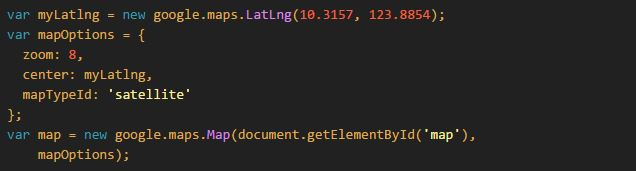 var myLatlng = new google.maps.LatLng(10.3157, 123.8854);
var mapOptions = {
  zoom: 8,
  center: myLatlng,
  mapTypeId: 'satellite'
};
var map = new google.maps.Map(document.getElementById('map'),
    mapOptions);